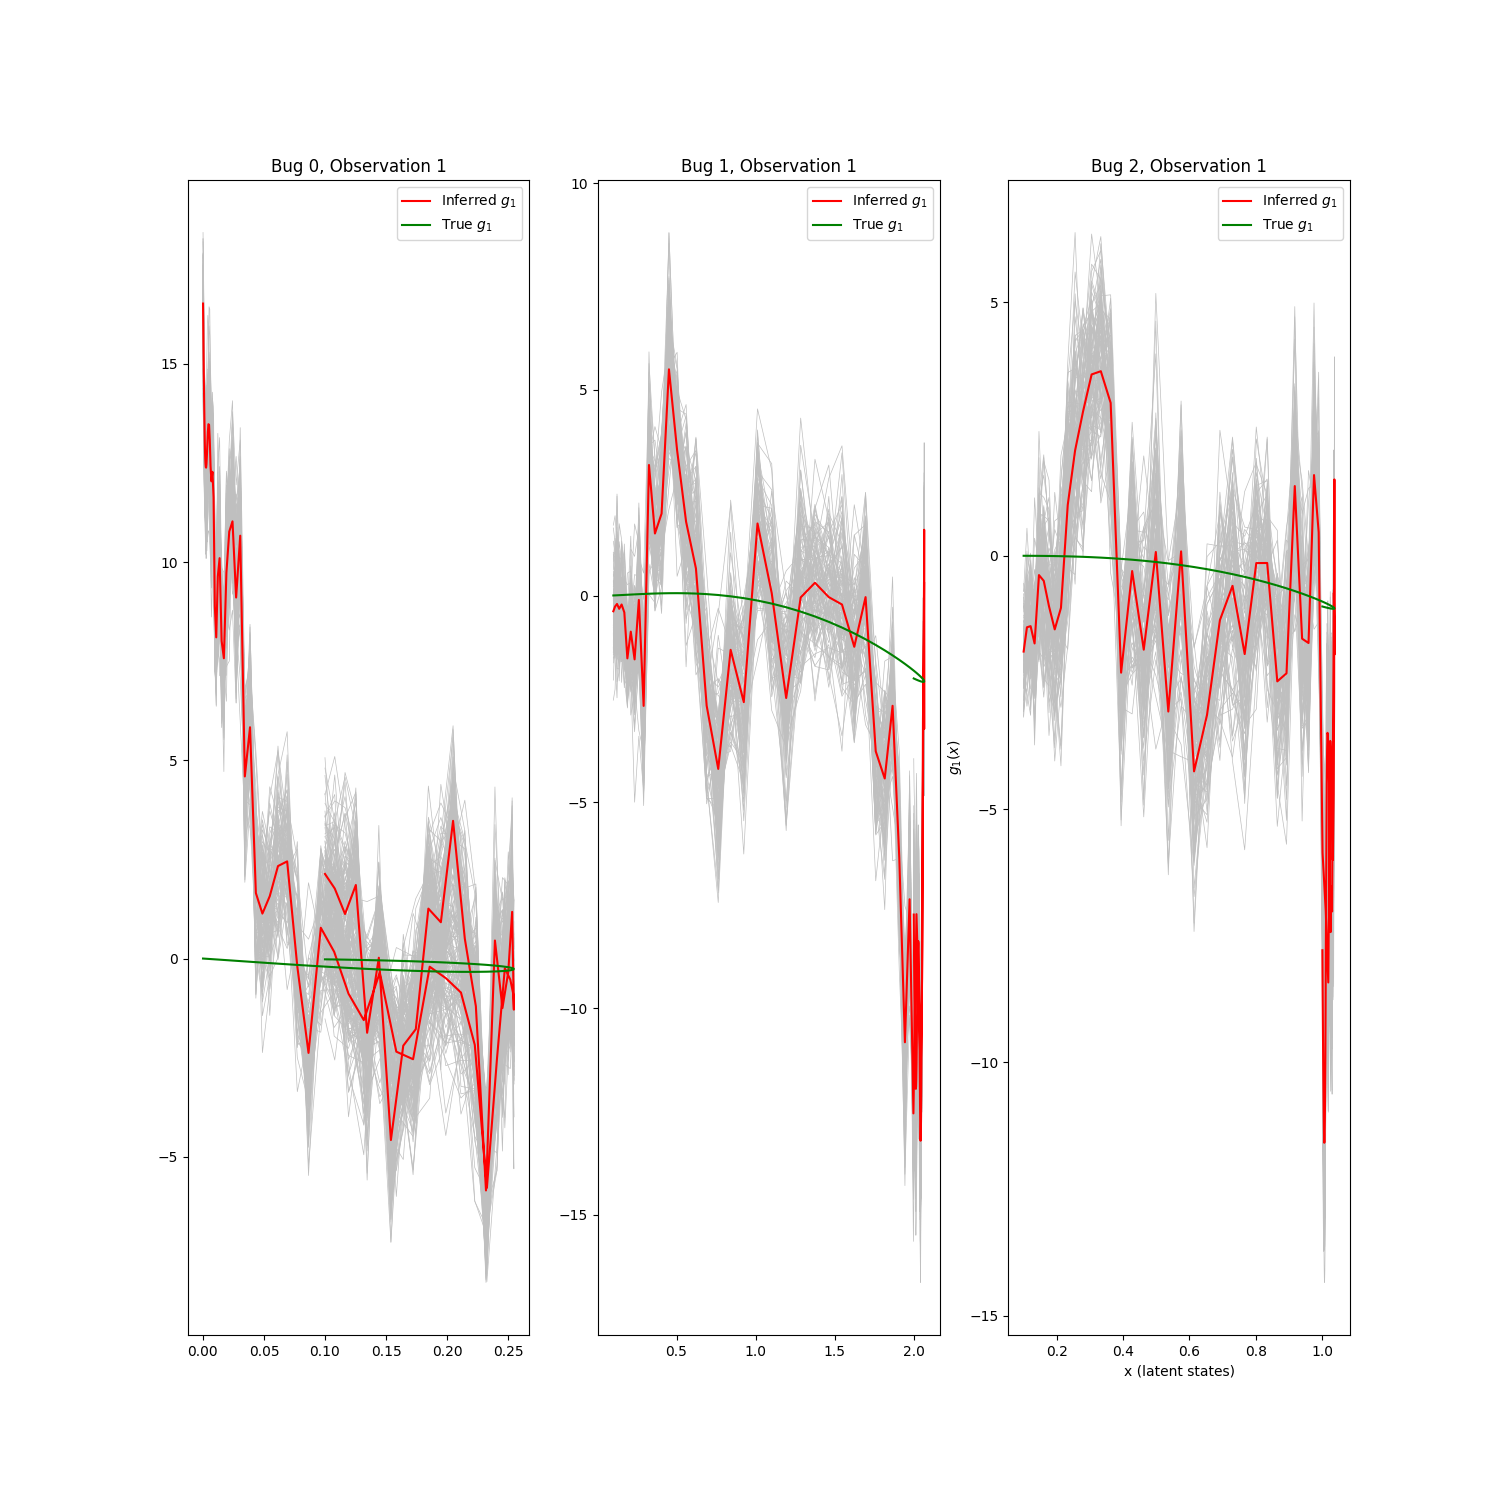 Bug 0, Observation 1
Inferred g₁
True g₁
15
10
5
0
−5
0.00 0.05 0.10 0.15 0.20 0.25
Bug 1, Observation 1
Inferred g₁
True g₁
10
5
0
−5
−10
−15
0.5 1.0 1.5 2.0
Bug 2, Observation 1
Inferred g₁
True g₁
g₁(x)
5
0
−5
−10
−15
0.2 0.4 0.6 0.8 1.0
x (latent states)